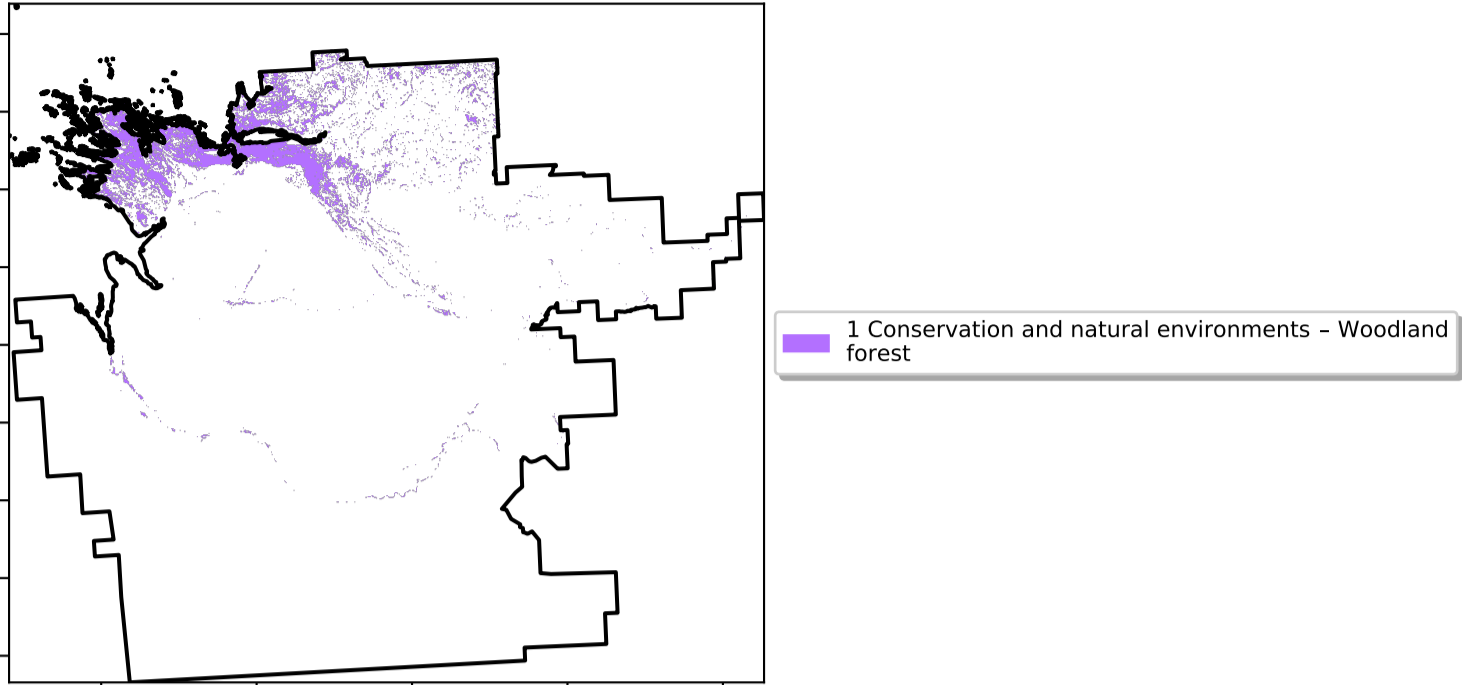 1 Conservation and natural environments – Woodland
forest